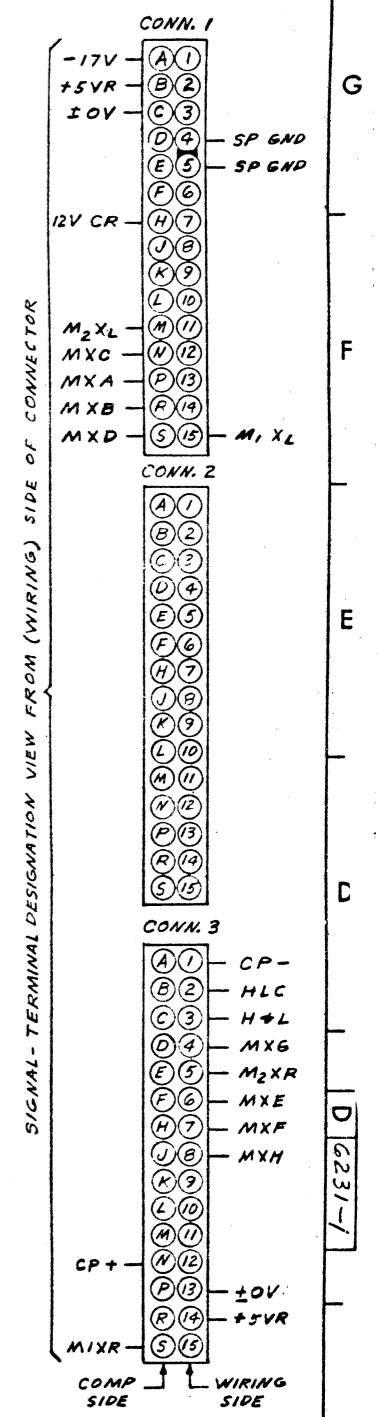 CONN. 1
-17V A 1
+5VR B 2
±0V C 3
D 4 SP GND
E 5 SP GND
F 6
12V CR H 7
J 8
K 9
L 10
M₂XL M 11
MXC N 12
MXA P 13
MXB R 14
MXD S 15 M, XL
CONN. 2
A 1
B 2
C 3
D 4
E 5
F 6
H 7
J 8
K 9
L 10
M 11
N 12
P 13
R 14
S 15
CONN. 3
A 1 CP-
B 2 HLC
C 3 H+L
D 4 MXG
E 5 M₂XR
F 6 MXE
H 7 MXF
J 8 MXH
K 9
L 10
M 11
CP+ N 12
P 13 ±0V
R 14 +5VR
M1XR S 15
COMP SIDE
WIRING SIDE
SIGNAL-TERMINAL DESIGNATION VIEW FROM (WIRING) SIDE OF CONNECTOR
G
F
E
D
D 6231-1